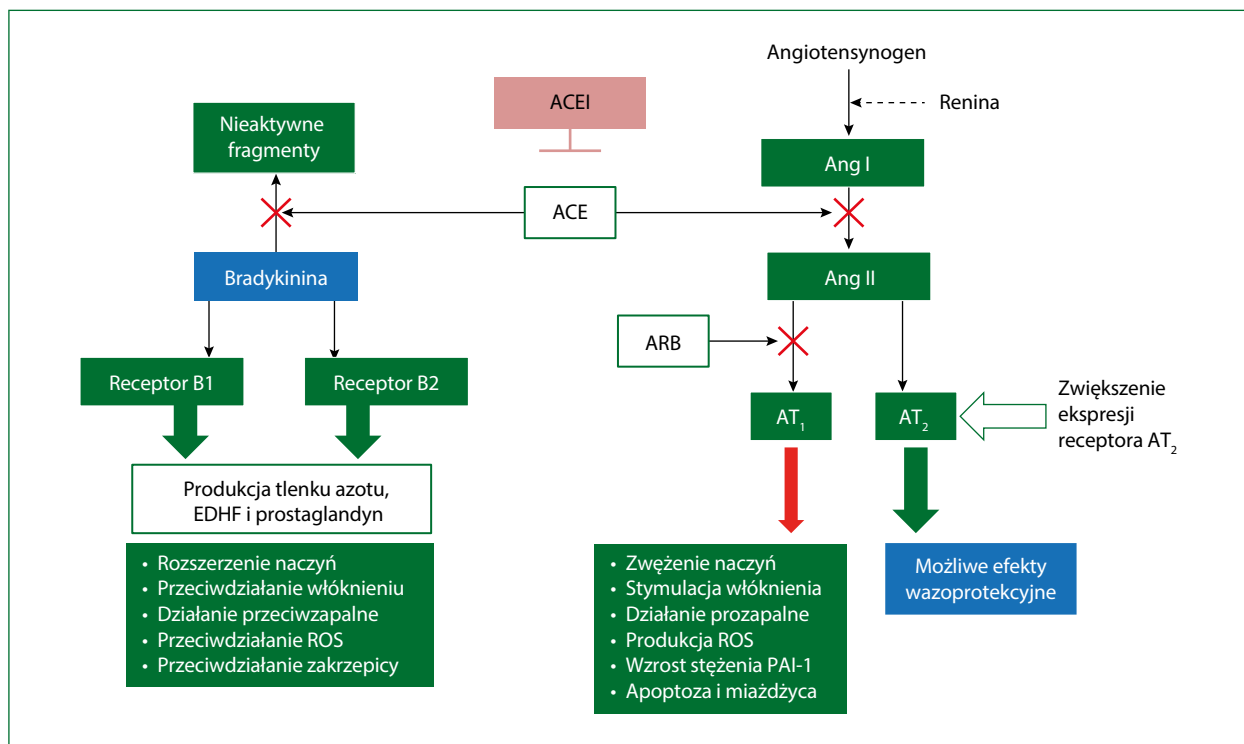 Angiotensynogen
ACEI
Renina
Nieaktywne
fragmenty
Ang I
ACE
Bradykinina
Ang II
ARB
Receptor B1
Receptor B2
AT₁
AT₂
Zwiększenie
ekspresji
receptora AT₂
Produkcja tlenku azotu,
EDHF i prostaglandyn
• Rozszerzenie naczyń
• Przeciwdziałanie włóknieniu
• Działanie przeciwzapalne
• Przeciwdziałanie ROS
• Przeciwdziałanie zakrzepicy
• Zwężenie naczyń
• Stymulacja włóknienia
• Działanie prozapalne
• Produkcja ROS
• Wzrost stężenia PAI-1
• Apoptoza i miażdżyca
Możliwe efekty
wazoprotekcyjne